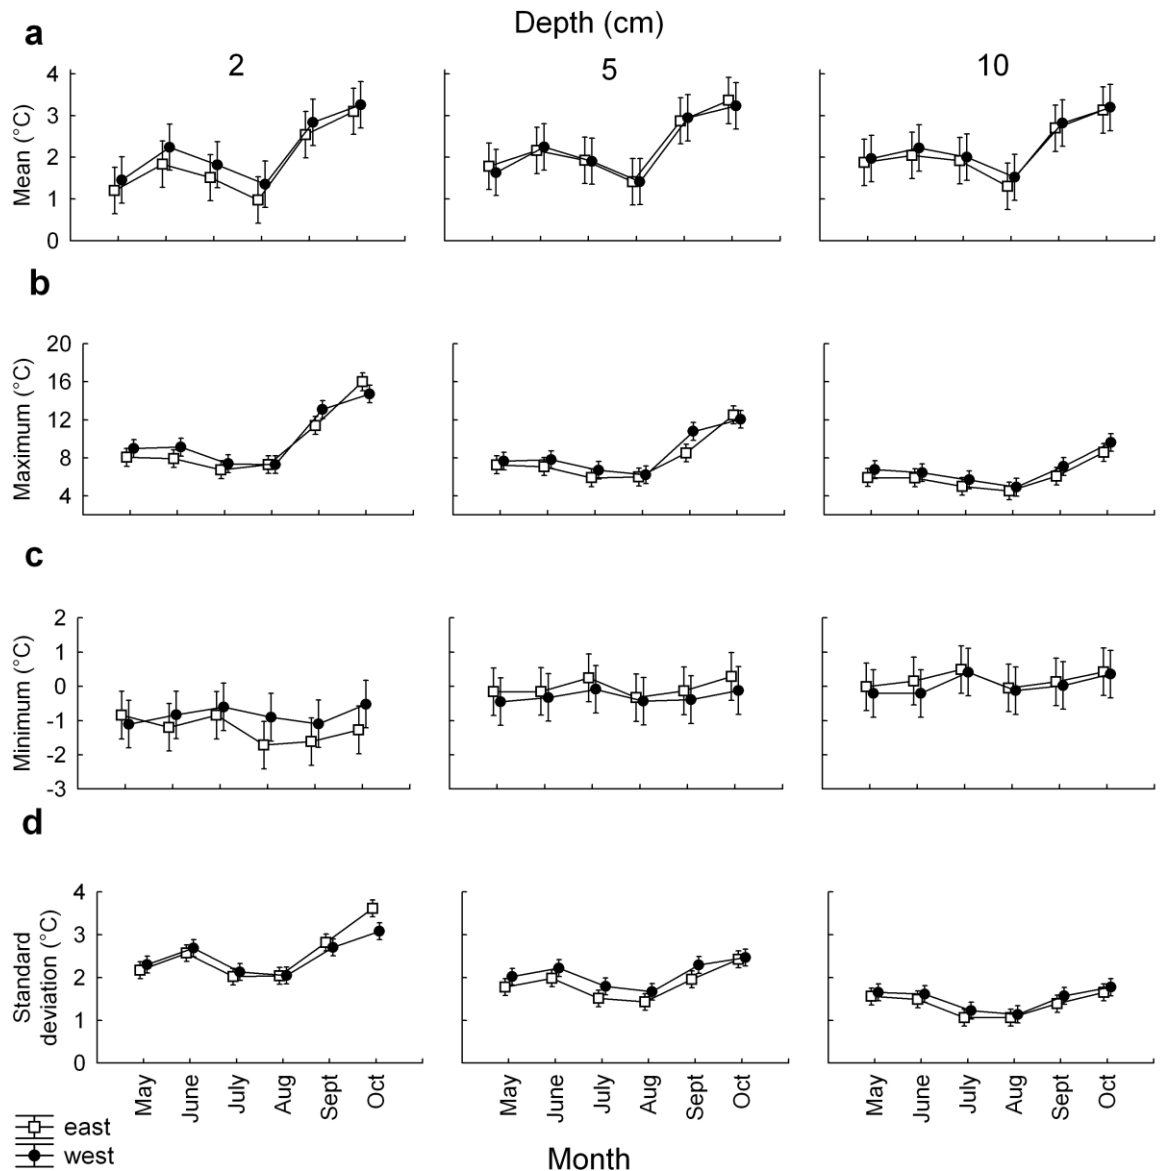 a
Depth (cm)
2
5
10
Mean (°C)
4
3
2
1
0
b
Maximum (°C)
20
16
12
8
4
c
Minimum (°C)
2
1
0
-1
-2
-3
d
Standard
deviation (°C)
4
3
2
1
0
May June July Aug Sept Oct
May June July Aug Sept Oct
May June July Aug Sept Oct
east
west
Month